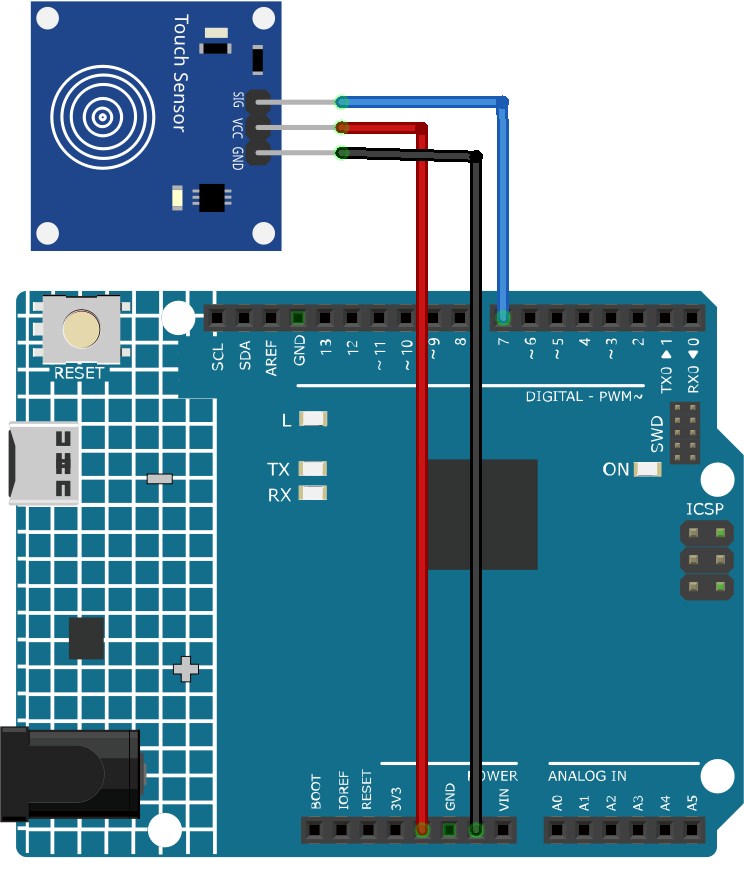 Touch Sensor
SIG
VCC
GND
RESET
SCL
SDA
AREF
GND
13
12
~11
~10
~9
8
7
~6
~5
4
~3
2
TX0▶1
RX0◀0
DIGITAL - PWM~
L
TX
RX
ON
SWD
ICSP
BOOT
IOREF
RESET
3V3
GND
VIN
POWER
ANALOG IN
A0
A1
A2
A3
A4
A5